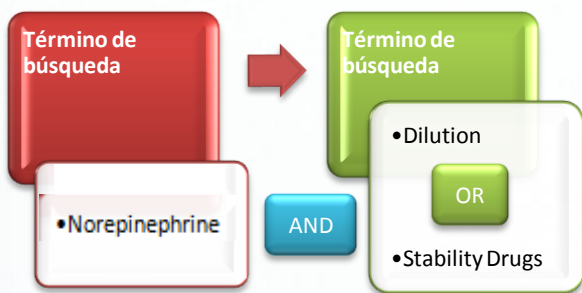 Término de
búsqueda
•Norepinephrine
AND
Término de
búsqueda
•Dilution
OR
•Stability Drugs